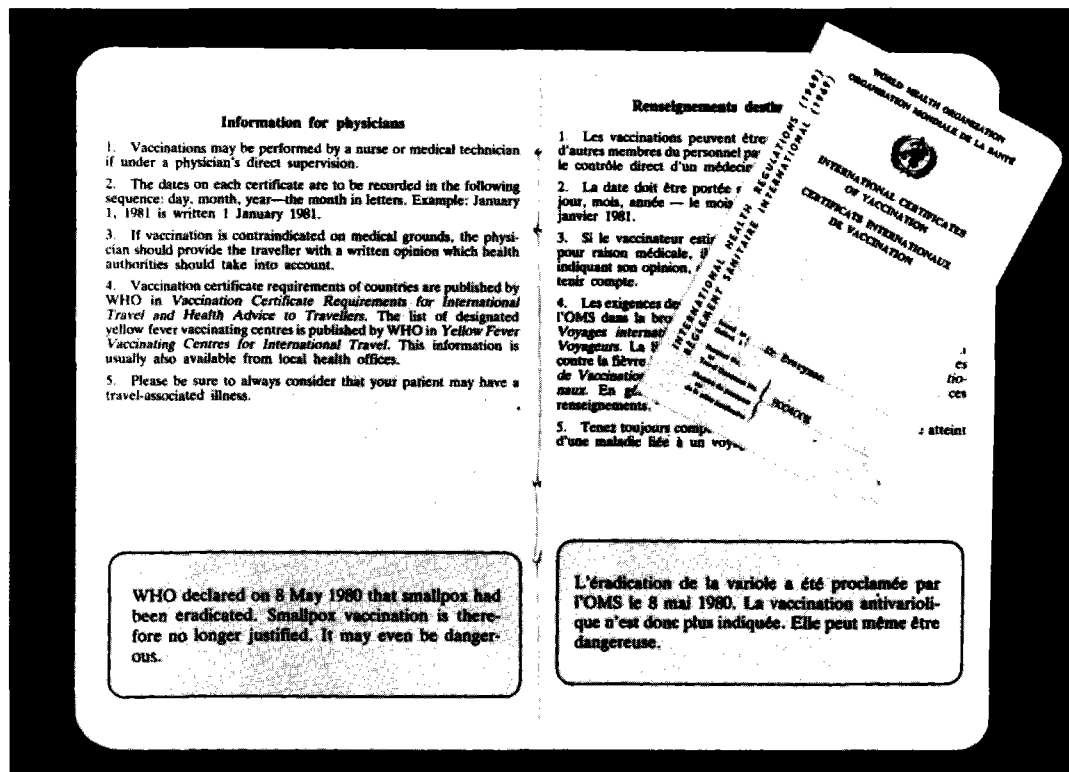 Information for physicians
1. Vaccinations may be performed by a nurse or medical technician
if under a physician's direct supervision.
2. The dates on each certificate are to be recorded in the following
sequence: day, month, year—the month in letters. Example: January
1, 1981 is written 1 January 1981.
3. If vaccination is contraindicated on medical grounds, the physi-
cian should provide the traveller with a written opinion which health
authorities should take into account.
4. Vaccination certificate requirements of countries are published by
WHO in Vaccination Certificate Requirements for International
Travel and Health Advice to Travellers. The list of designated
yellow fever vaccinating centres is published by WHO in Yellow Fever
Vaccinating Centres for International Travel. This information is
usually also available from local health offices.
5. Please be sure to always consider that your patient may have a
travel-associated illness.
WHO declared on 8 May 1980 that smallpox had
been eradicated. Smallpox vaccination is there-
fore no longer justified. It may even be danger-
ous.
Renseignements
1. Les vaccinations peuvent être
d'autres membres du personnel
le contrôle direct d'un médecin
2. La date doit être portée
jour, mois, année — le mois
janvier 1981.
3. Si le vaccinateur
pour raison médicale,
indiquant son opinion,
tenir compte.
4. Les exigences
l'OMS dans la
Voyages
Voyageurs. La
contre la fièvre
de Vaccination
naux. En
renseignements.
5. Tenez toujours
d'une maladie liée à un
es
tio-
ces
atteint
L'éradication de la variole a été proclamée par
l'OMS le 8 mai 1980. La vaccination antivarioli-
que n'est donc plus indiquée. Elle peut même être
dangereuse.
WORLD HEALTH ORGANIZATION
ORGANISATION MONDIALE DE LA SANTÉ
INTERNATIONAL CERTIFICATES
OF VACCINATION
CERTIFICATS INTERNATIONAUX
DE VACCINATION
INTERNATIONAL HEALTH REGULATIONS (1969)
RÈGLEMENT SANITAIRE INTERNATIONAL (1969)
Everyman